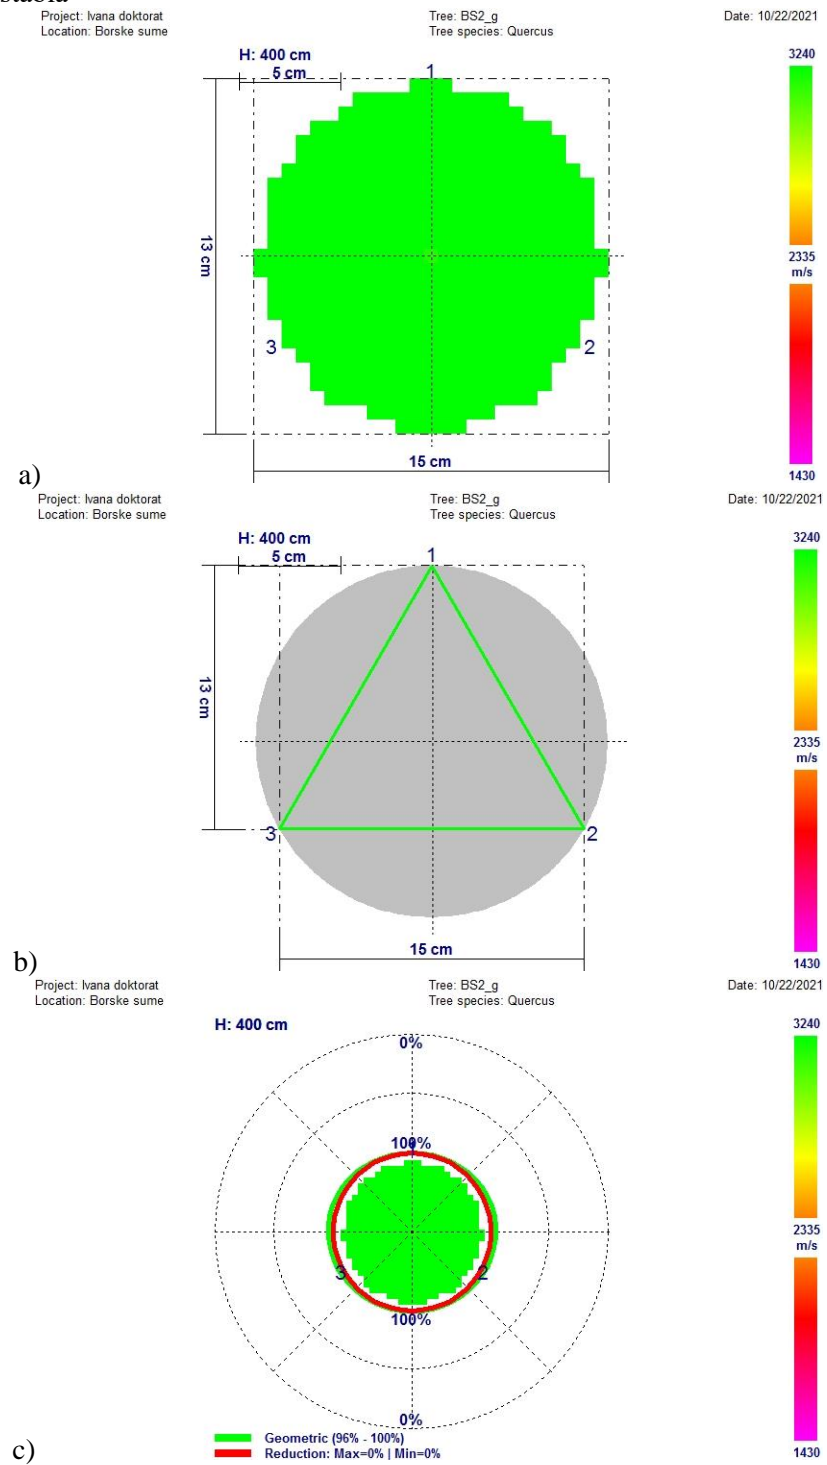 stabla
Project: Ivana doktorat Tree: BS2_g Date: 10/22/2021
Location: Borske sume Tree species: Quercus
H: 400 cm 3240
5 cm
1
13 cm
2335
m/s
3 2
15 cm
1430
a)
Project: Ivana doktorat Tree: BS2_g Date: 10/22/2021
Location: Borske sume Tree species: Quercus
H: 400 cm 3240
5 cm
1
13 cm
2335
m/s
3 2
15 cm
1430
b)
Project: Ivana doktorat Tree: BS2_g Date: 10/22/2021
Location: Borske sume Tree species: Quercus
H: 400 cm 3240
0%
100%
1
2335
m/s
3 2
100%
0%
Geometric (96% - 100%)
Reduction: Max=0% | Min=0%
1430
c)